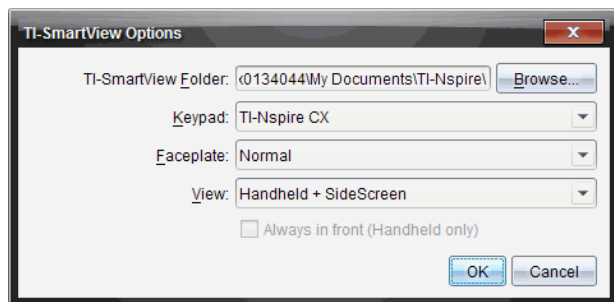 TI-SmartView Options
TI-SmartView Folder: x0134044\My Documents\TI-Nspire\ Browse...
Keypad: TI-Nspire CX
Faceplate: Normal
View: Handheld + SideScreen
Always in front (Handheld only)
OK Cancel